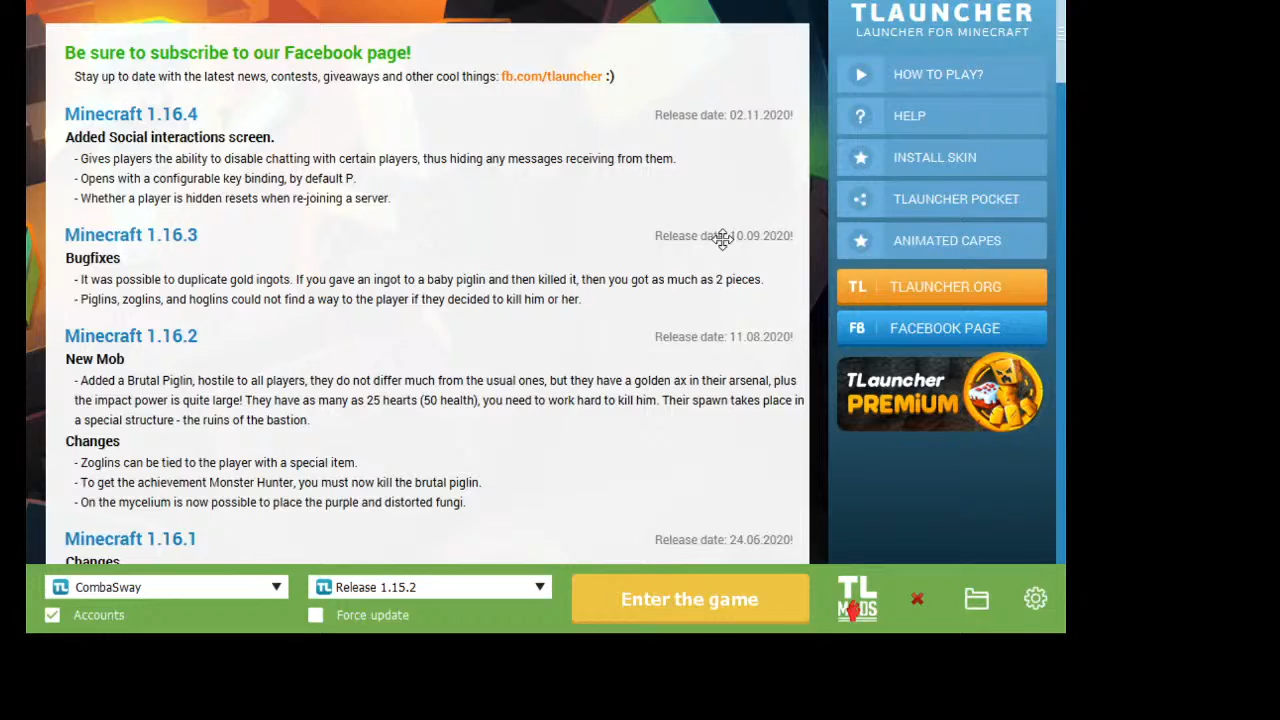 Be sure to subscribe to our Facebook page!
Stay up to date with the latest news, contests, giveaways and other cool things: fb.com/tlauncher :)
Minecraft 1.16.4 Release date: 02.11.2020!
Added Social interactions screen.
- Gives players the ability to disable chatting with certain players, thus hiding any messages receiving from them.
- Opens with a configurable key binding, by default P.
- Whether a player is hidden resets when re-joining a server.
Minecraft 1.16.3 Release date: 10.09.2020!
Bugfixes
- It was possible to duplicate gold ingots. If you gave an ingot to a baby piglin and then killed it, then you got as much as 2 pieces.
- Piglins, zoglins, and hoglins could not find a way to the player if they decided to kill him or her.
Minecraft 1.16.2 Release date: 11.08.2020!
New Mob
- Added a Brutal Piglin, hostile to all players, they do not differ much from the usual ones, but they have a golden ax in their arsenal, plus
the impact power is quite large! They have as many as 25 hearts (50 health), you need to work hard to kill him. Their spawn takes place in
a special structure - the ruins of the bastion.
Changes
- Zoglins can be tied to the player with a special item.
- To get the achievement Monster Hunter, you must now kill the brutal piglin.
- On the mycelium is now possible to place the purple and distorted fungi.
Minecraft 1.16.1 Release date: 24.06.2020!
Changes
TLAUNCHER
LAUNCHER FOR MINECRAFT
HOW TO PLAY?
? HELP
INSTALL SKIN
TLAUNCHER POCKET
ANIMATED CAPES
TL TLAUNCHER.ORG
FB FACEBOOK PAGE
TLauncher
PREMIUM
TL CombaSway
Accounts
TL Release 1.15.2
Force update
Enter the game
TL
MODS